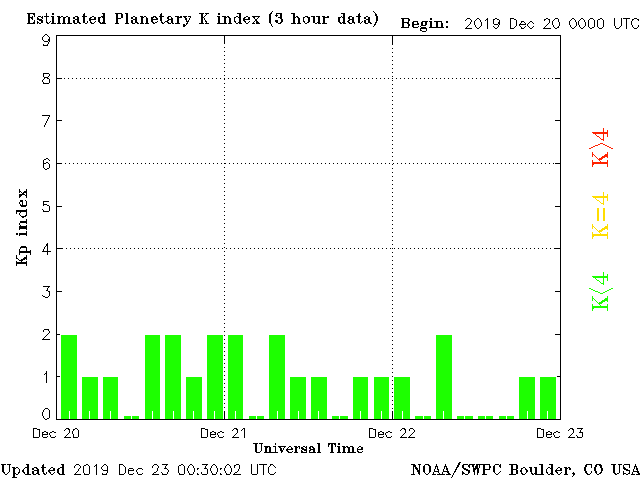 Estimated Planetary K index (3 hour data) Begin: 2019 Dec 20 0000 UTC
9
8
7
6
5
4
3
2
1
0
Kp index
K>4
K=4
K<4
Dec 20 Dec 21 Dec 22 Dec 23
Universal Time
Updated 2019 Dec 23 00:30:02 UTC NOAA/SWPC Boulder, CO USA